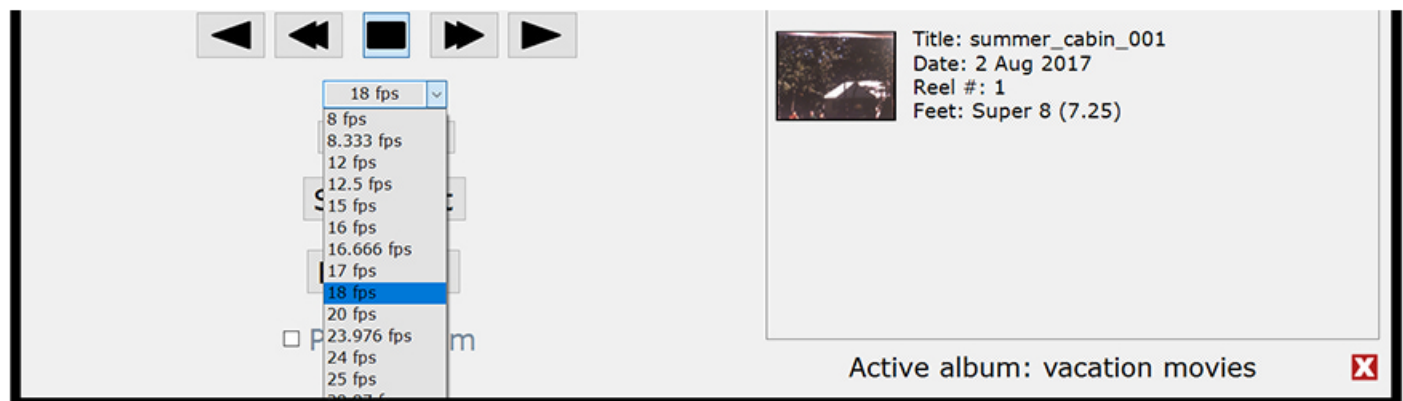 18 fps
8 fps
8.333 fps
12 fps
12.5 fps
15 fps
16 fps
16.666 fps
17 fps
18 fps
20 fps
23.976 fps
24 fps
25 fps
Title: summer_cabin_001
Date: 2 Aug 2017
Reel #: 1
Feet: Super 8 (7.25)
Active album: vacation movies
X